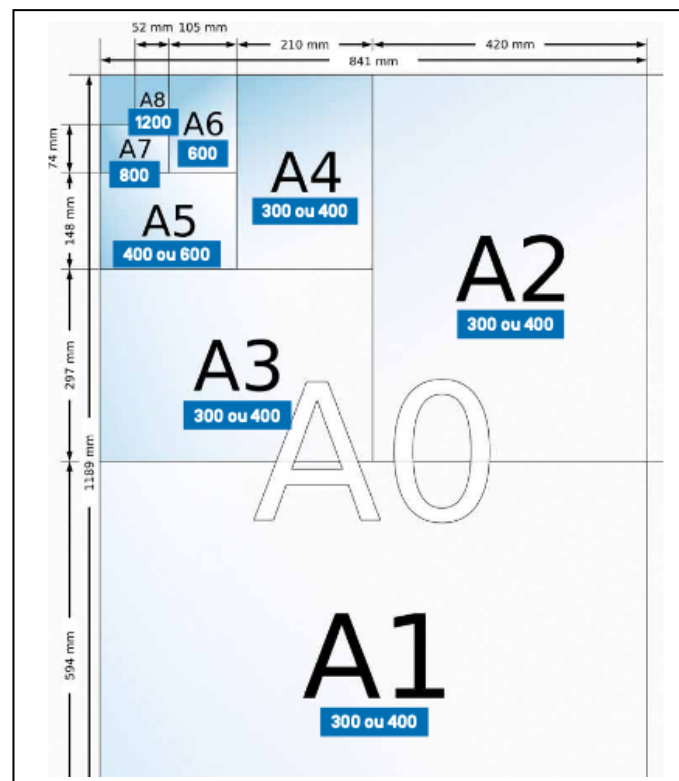 52 mm 105 mm
210 mm
420 mm
841 mm
A8
1200
A6
600
74 mm
A7
800
A4
300 ou 400
148 mm
A5
400 ou 600
A2
300 ou 400
297 mm
A3
300 ou 400
A0
1189 mm
594 mm
A1
300 ou 400